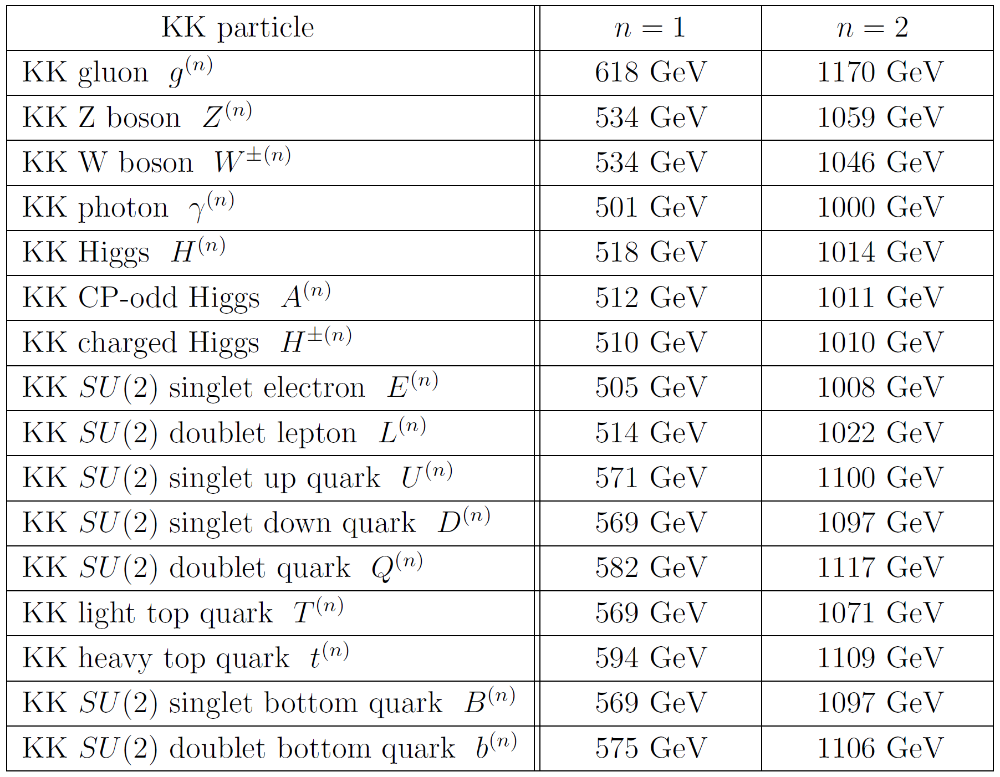 KK particle n = 1 n = 2
KK gluon g^(n) 618 GeV 1170 GeV
KK Z boson Z^(n) 534 GeV 1059 GeV
KK W boson W^±(n) 534 GeV 1046 GeV
KK photon γ^(n) 501 GeV 1000 GeV
KK Higgs H^(n) 518 GeV 1014 GeV
KK CP-odd Higgs A^(n) 512 GeV 1011 GeV
KK charged Higgs H^±(n) 510 GeV 1010 GeV
KK SU(2) singlet electron E^(n) 505 GeV 1008 GeV
KK SU(2) doublet lepton L^(n) 514 GeV 1022 GeV
KK SU(2) singlet up quark U^(n) 571 GeV 1100 GeV
KK SU(2) singlet down quark D^(n) 569 GeV 1097 GeV
KK SU(2) doublet quark Q^(n) 582 GeV 1117 GeV
KK light top quark T^(n) 569 GeV 1071 GeV
KK heavy top quark t^(n) 594 GeV 1109 GeV
KK SU(2) singlet bottom quark B^(n) 569 GeV 1097 GeV
KK SU(2) doublet bottom quark b^(n) 575 GeV 1106 GeV